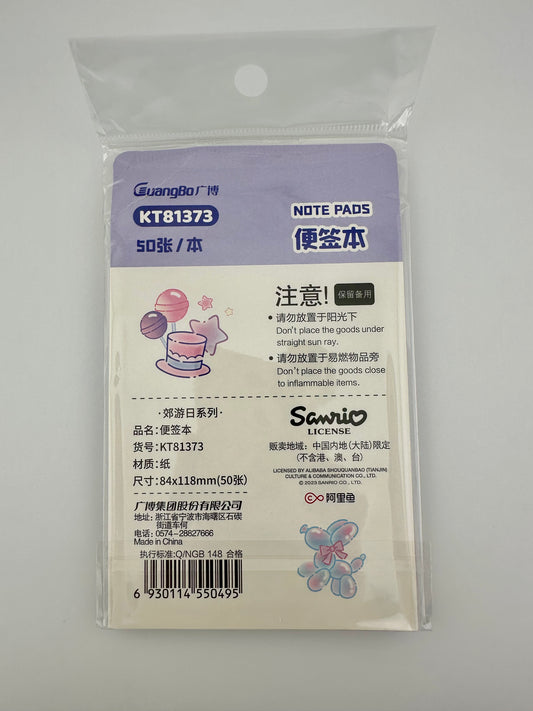 GuangBo 广博
KT81373
50张/本
NOTE PADS
便签本
注意! 保留备用
• 请勿放置于阳光下
Don't place the goods under
straight sun ray.
• 请勿放置于易燃物品旁
Don't place the goods close
to inflammable items.
·郊游日系列·
品名:便签本
货号:KT81373
材质:纸
尺寸:84x118mm(50张)
广博集团股份有限公司
地址:浙江省宁波市海曙区石碶
街道车何
电话:0574-28827666
Made in China
执行标准:Q/NGB 148 合格
6 930114 550495
Sanrio
LICENSE
贩卖地域:中国内地(大陆)限定
(不含港、澳、台)
LICENSED BY ALIBABA SHOUQUANBAO (TIANJIN)
CULTURE & COMMUNICATION CO., LTD.
© 2023 SANRIO CO., LTD.
阿里鱼